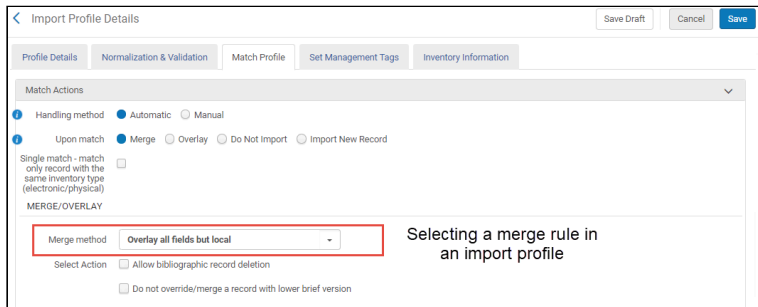 Import Profile Details
Save Draft
Cancel
Save
Profile Details
Normalization & Validation
Match Profile
Set Management Tags
Inventory Information
Match Actions
Handling method Automatic Manual
Upon match Merge Overlay Do Not Import Import New Record
Single match - match
only record with the
same inventory type
(electronic/physical)
MERGE/OVERLAY
Merge method Overlay all fields but local
Selecting a merge rule in
an import profile
Select Action Allow bibliographic record deletion
Do not override/merge a record with lower brief version